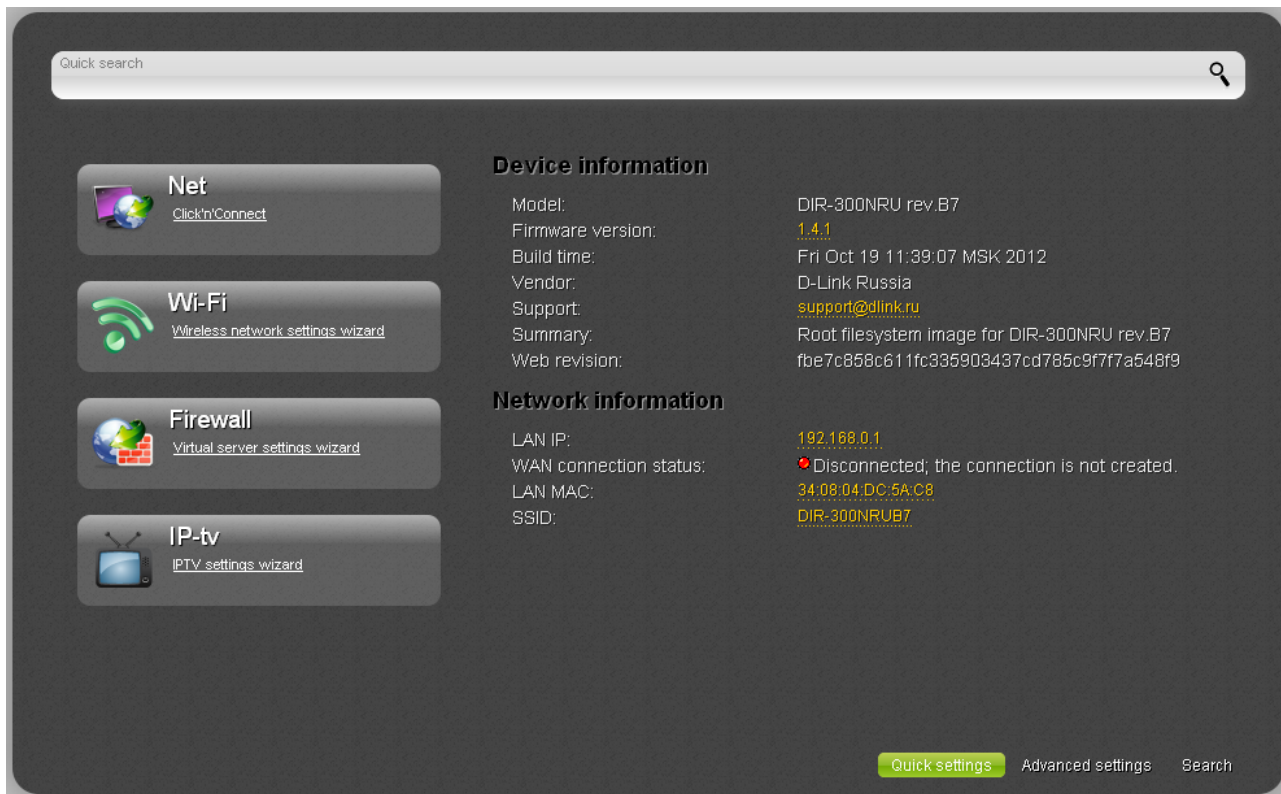 Quick search
Net
Click'n'Connect
Wi-Fi
Wireless network settings wizard
Firewall
Virtual server settings wizard
IP-tv
IPTV settings wizard
Device information
Model: DIR-300NRU rev.B7
Firmware version: 1.4.1
Build time: Fri Oct 19 11:39:07 MSK 2012
Vendor: D-Link Russia
Support: support@dlink.ru
Summary: Root filesystem image for DIR-300NRU rev.B7
Web revision: fbe7c858c611fc335903437cd785c9f7f7a548f9
Network information
LAN IP: 192.168.0.1
WAN connection status: Disconnected; the connection is not created.
LAN MAC: 34:08:04:DC:5A:C8
SSID: DIR-300NRUB7
Quick settings Advanced settings Search